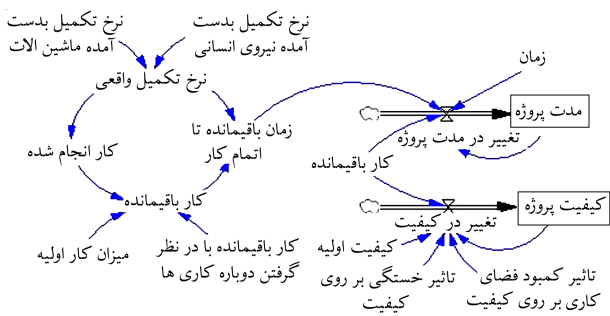 نرخ تکمیل بدست
آمده نیروی انسانی
نرخ تکمیل بدست
آمده ماشین الات
نرخ تکمیل واقعی
زمان
مدت پروژه
تغییر در مدت پروژه
زمان باقیمانده تا
اتمام کار
کار انجام شده
کار باقیمانده
کار باقیمانده
کیفیت پروژه
تغییر در کیفیت
کیفیت اولیه
کار باقیمانده با در نظر
گرفتن دوباره کاری ها
میزان کار اولیه
تاثیر کمبود فضای
کاری بر روی کیفیت
تاثیر خستگی بر روی
کیفیت